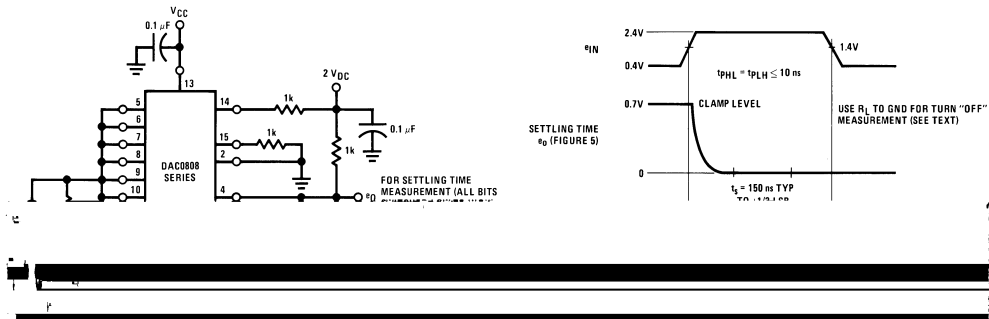 VCC
0.1 μF
13
2 VDC
5
6
7
8
9
10
14
1k
15
1k
2
4
1k
0.1 μF
DAC0808
SERIES
eO
FOR SETTLING TIME
MEASUREMENT (ALL BITS
eIN
2.4V
0.4V
1.4V
tPHL = tPLH ≤ 10 ns
0.7V
CLAMP LEVEL
USE RL TO GND FOR TURN "OFF"
MEASUREMENT (SEE TEXT)
SETTLING TIME
eO (FIGURE 5)
0
ts = 150 ns TYP